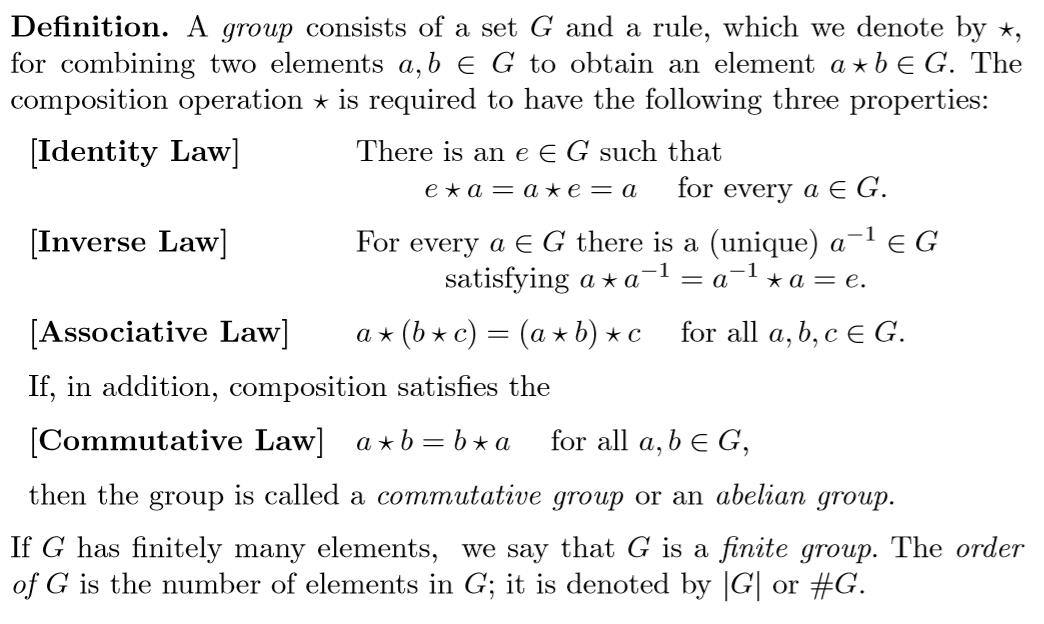 Definition. A group consists of a set G and a rule, which we denote by ⋆,
for combining two elements a, b ∈ G to obtain an element a ⋆ b ∈ G. The
composition operation ⋆ is required to have the following three properties:
[Identity Law] There is an e ∈ G such that
e ⋆ a = a ⋆ e = a for every a ∈ G.
[Inverse Law] For every a ∈ G there is a (unique) a⁻¹ ∈ G
satisfying a ⋆ a⁻¹ = a⁻¹ ⋆ a = e.
[Associative Law] a ⋆ (b ⋆ c) = (a ⋆ b) ⋆ c for all a, b, c ∈ G.
If, in addition, composition satisfies the
[Commutative Law] a ⋆ b = b ⋆ a for all a, b ∈ G,
then the group is called a commutative group or an abelian group.
If G has finitely many elements, we say that G is a finite group. The order
of G is the number of elements in G; it is denoted by |G| or #G.